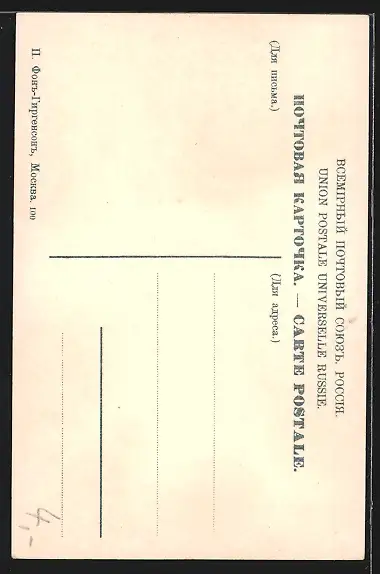 ВСЕМІРНЫЙ ПОЧТОВЫЙ СОЮЗЪ. РОССІЯ.
UNION POSTALE UNIVERSELLE RUSSIE.
ПОЧТОВАЯ КАРТОЧКА. — CARTE POSTALE.
(Для письма.)
(Для адреса.)
П. Фонъ-Гиргенсонъ, Москва. 100
4,-